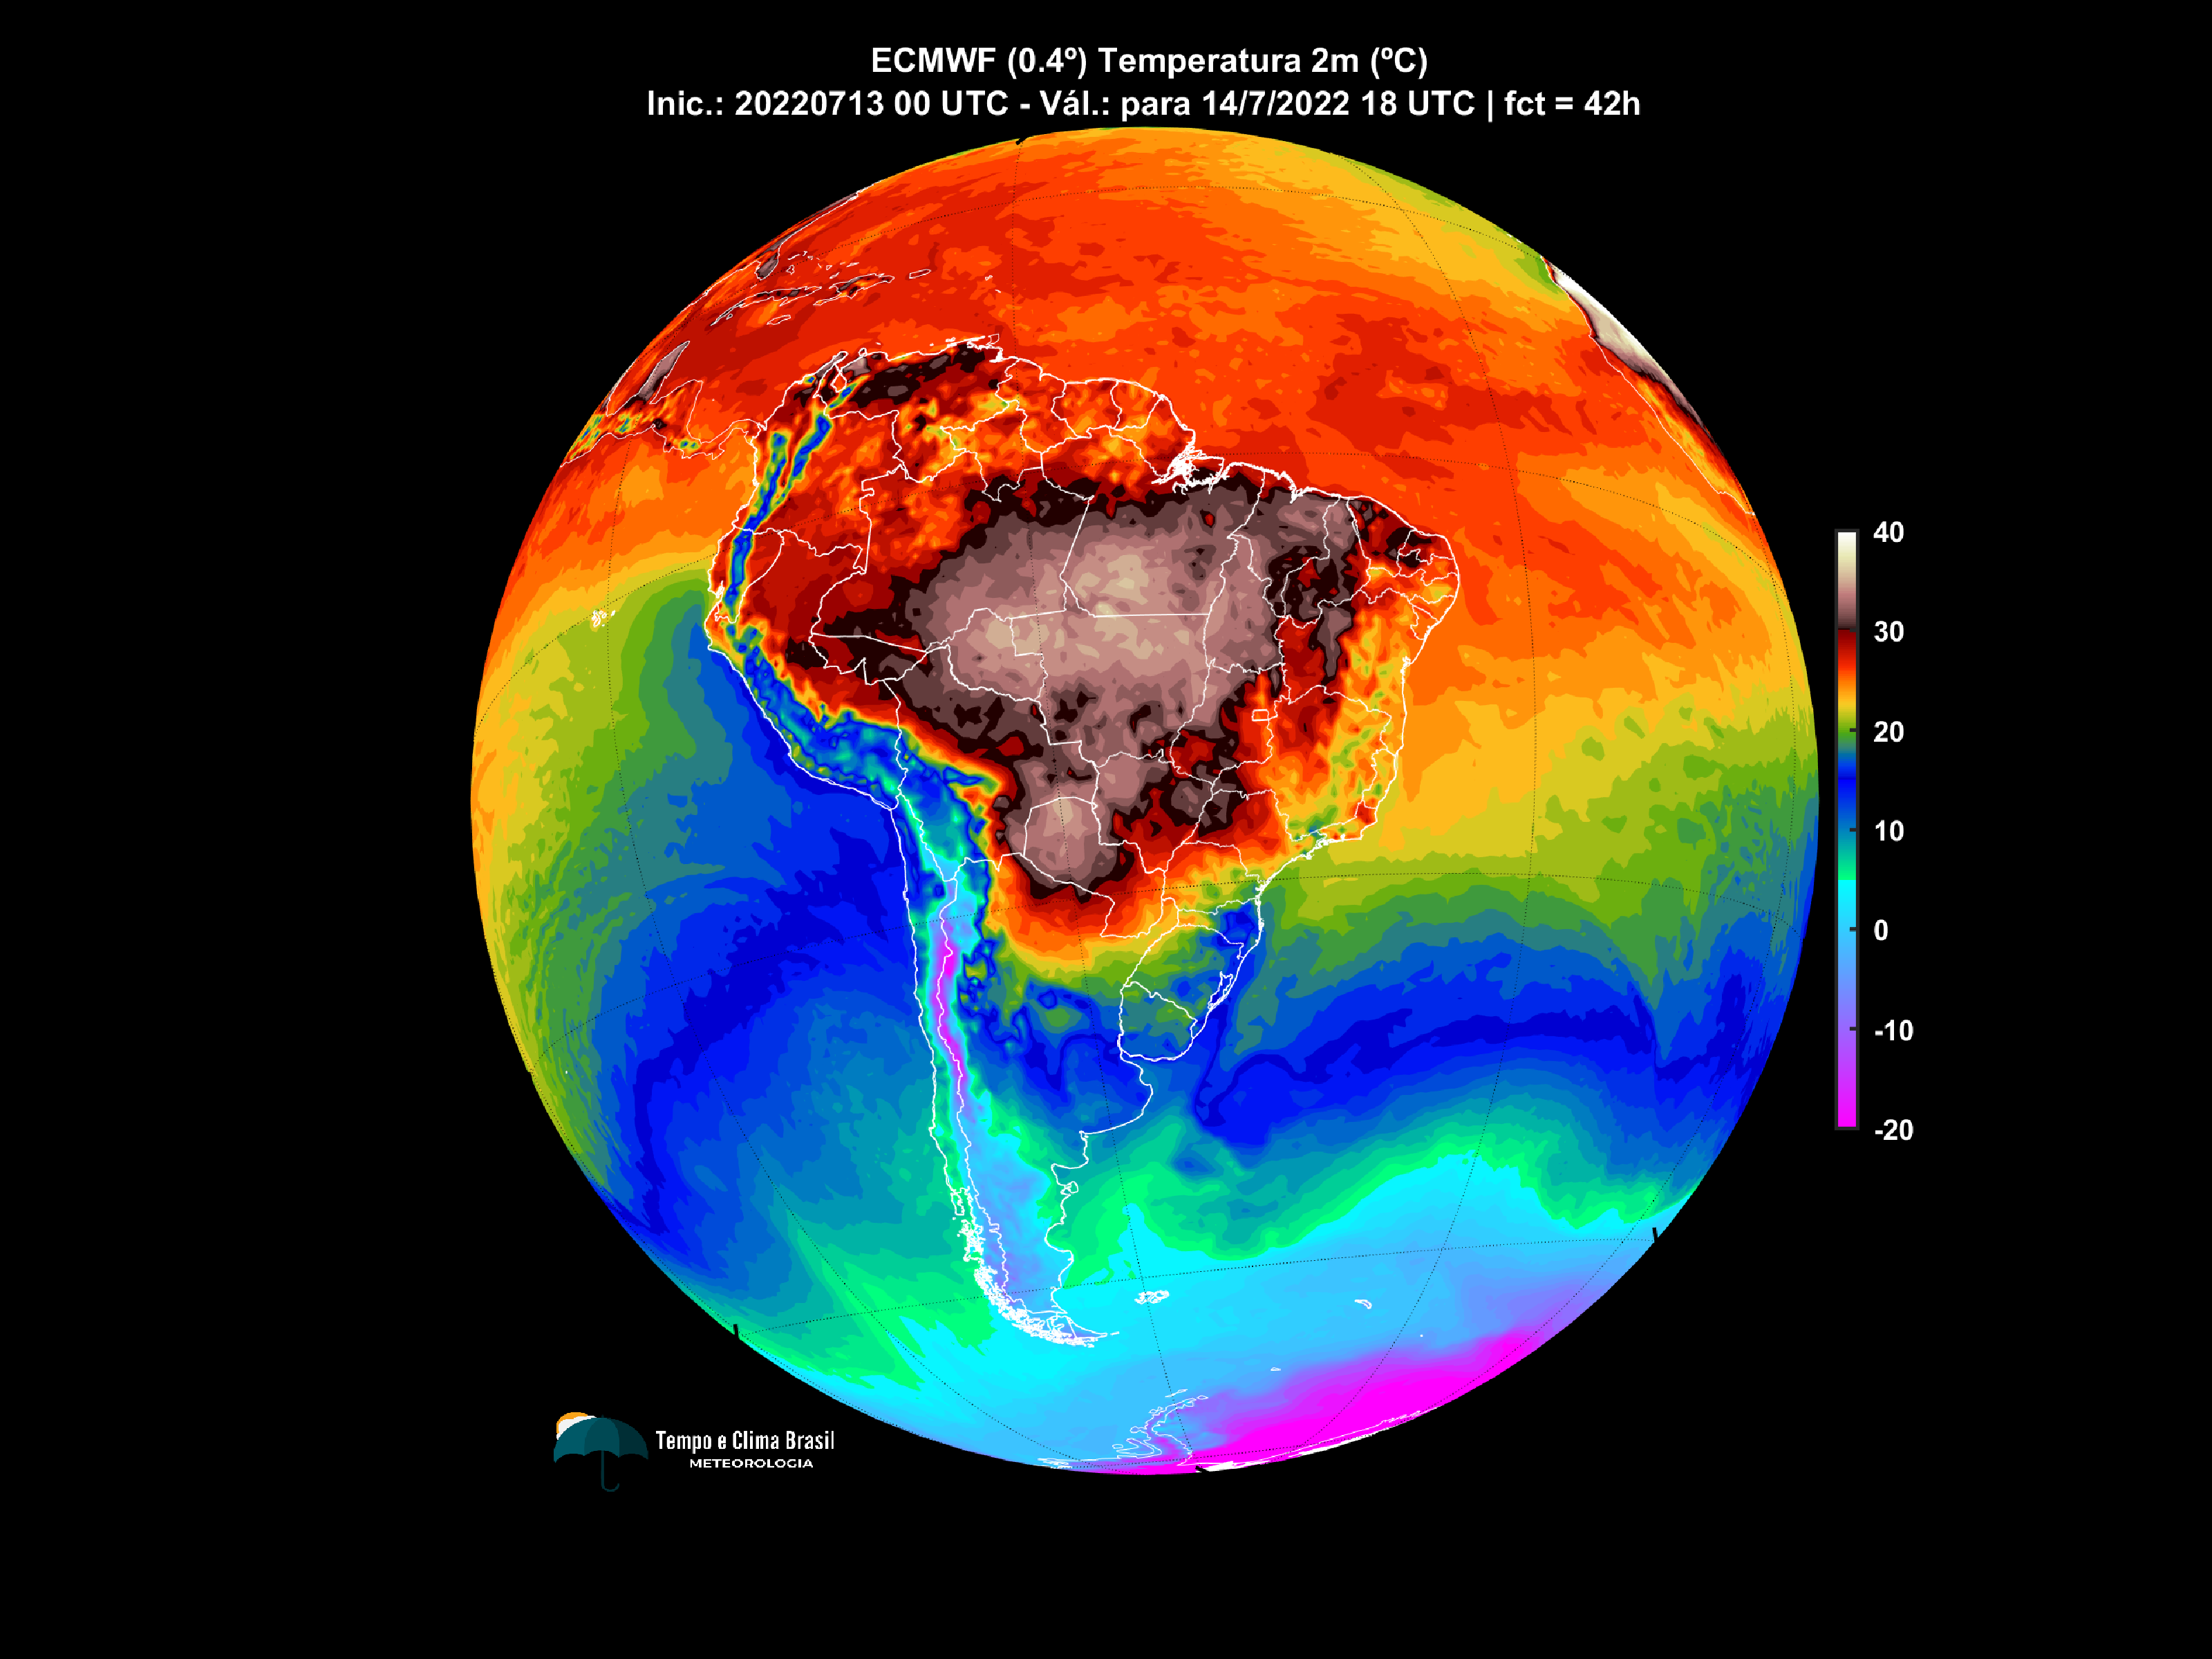 ECMWF (0.4º) Temperatura 2m (ºC)
Inic.: 20220713 00 UTC - Vál.: para 14/7/2022 18 UTC | fct = 42h
40
30
20
10
0
-10
-20
Tempo e Clima Brasil
METEOROLOGIA